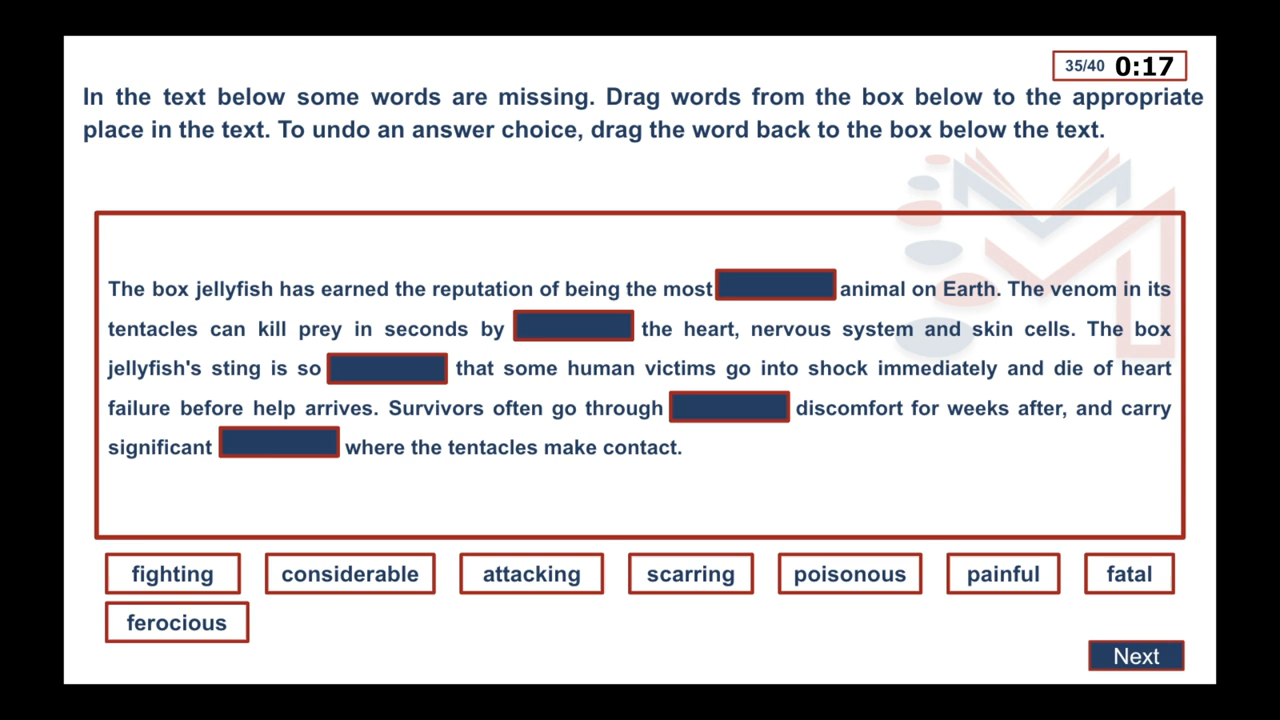 35/40 0:17
In the text below some words are missing. Drag words from the box below to the appropriate
place in the text. To undo an answer choice, drag the word back to the box below the text.
The box jellyfish has earned the reputation of being the most animal on Earth. The venom in its
tentacles can kill prey in seconds by the heart, nervous system and skin cells. The box
jellyfish's sting is so that some human victims go into shock immediately and die of heart
failure before help arrives. Survivors often go through discomfort for weeks after, and carry
significant where the tentacles make contact.
fighting considerable attacking scarring poisonous painful fatal
ferocious
Next